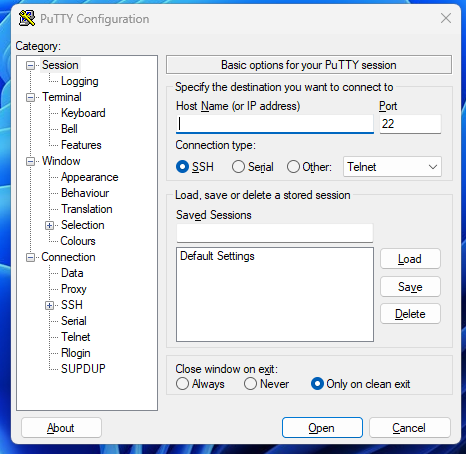 PuTTY Configuration
Category:
Session
Logging
Terminal
Keyboard
Bell
Features
Window
Appearance
Behaviour
Translation
Selection
Colours
Connection
Data
Proxy
SSH
Serial
Telnet
Rlogin
SUPDUP
Basic options for your PuTTY session
Specify the destination you want to connect to
Host Name (or IP address) Port
22
Connection type:
SSH Serial Other: Telnet
Load, save or delete a stored session
Saved Sessions
Default Settings
Load
Save
Delete
Close window on exit:
Always Never Only on clean exit
About Open Cancel